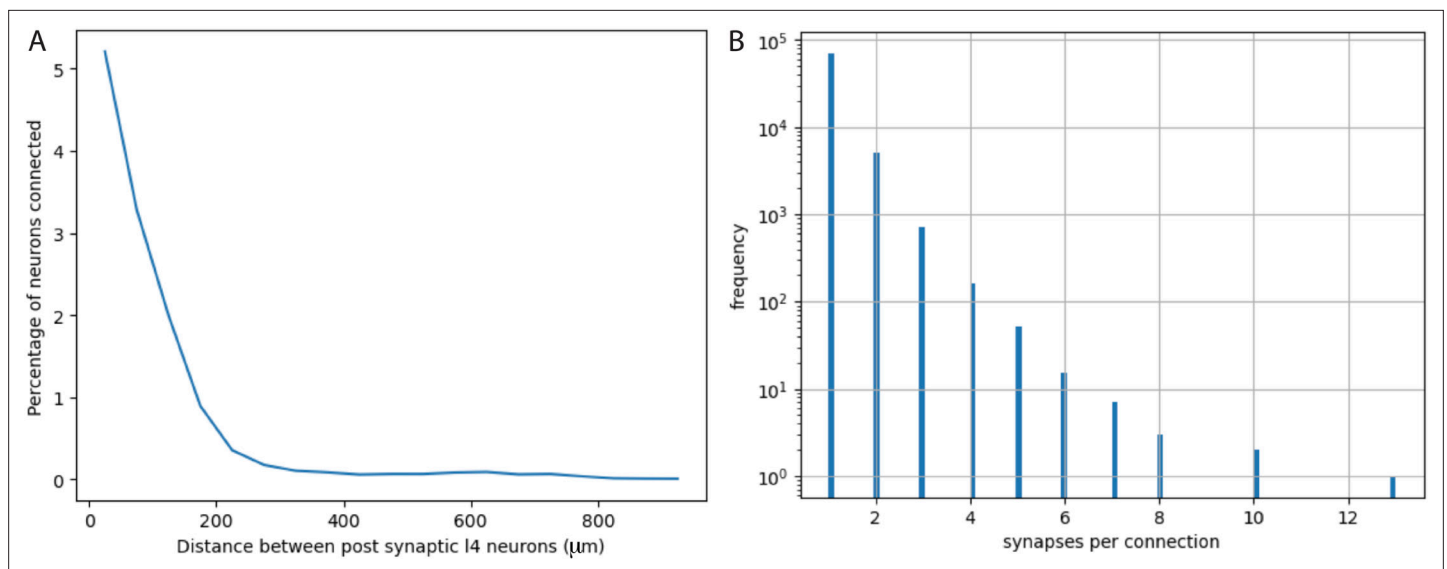 A
Percentage of neurons connected
5
4
3
2
1
0
0 200 400 600 800
Distance between post synaptic l4 neurons (μm)
B
frequency
10⁵
10⁴
10³
10²
10¹
10⁰
2 4 6 8 10 12
synapses per connection